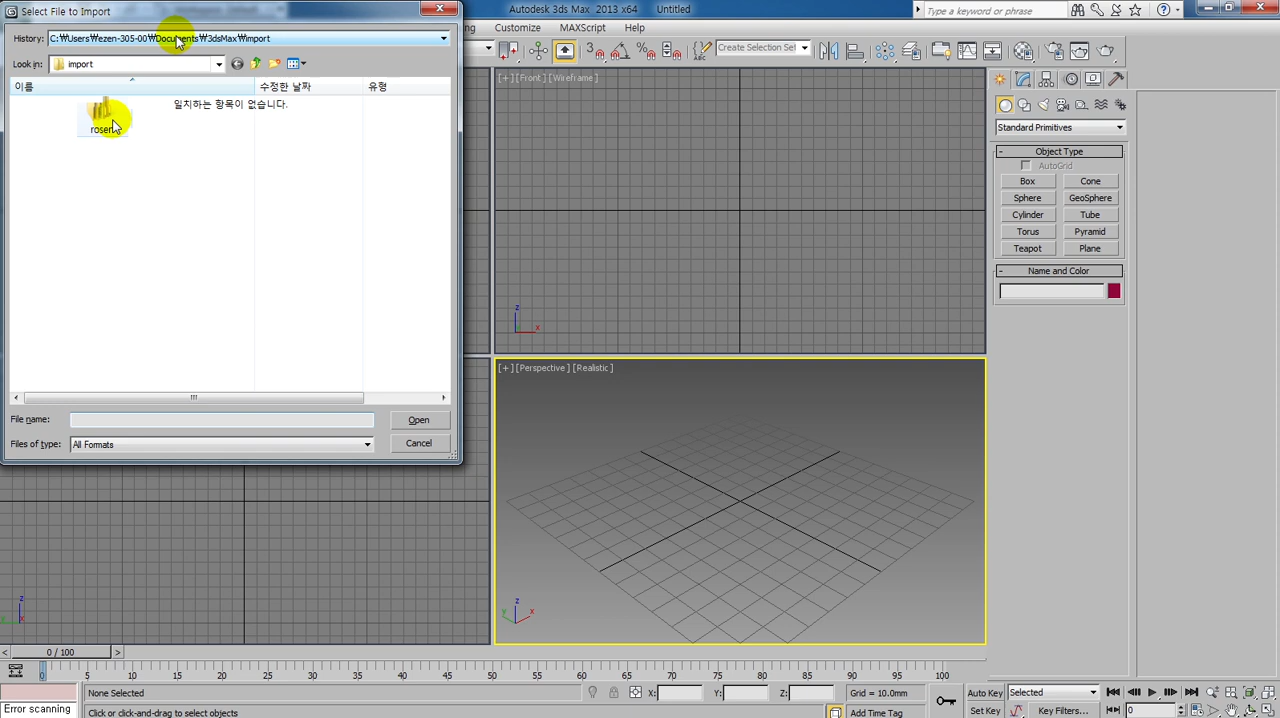 Select File to Import
Autodesk 3ds Max 2013 x64 Untitled
Type a keyword or phrase
History: C:₩Users₩ezen-305-00₩Documents₩3dsMax₩import
MAXScript Help
Look in: import
Create Selection Set
이름 수정한 날짜 유형
일치하는 항목이 없습니다.
[+] [Front] [Wireframe]
Standard Primitives
Object Type
AutoGrid
Box Cone
Sphere GeoSphere
Cylinder Tube
Torus Pyramid
Teapot Plane
Name and Color
z
x
[+] [Perspective] [Realistic]
File name: Open
Files of type: All Formats Cancel
z
y x
z
y x
0 / 100
0 5 10 15 20 25 30 35 40 45 50 55 60 65 70 75 80 85 90 95 100
None Selected X: Y: Z: Grid = 10.0mm Auto Key Selected
Error scanning Click or click-and-drag to select objects Add Time Tag Set Key Key Filters... 0